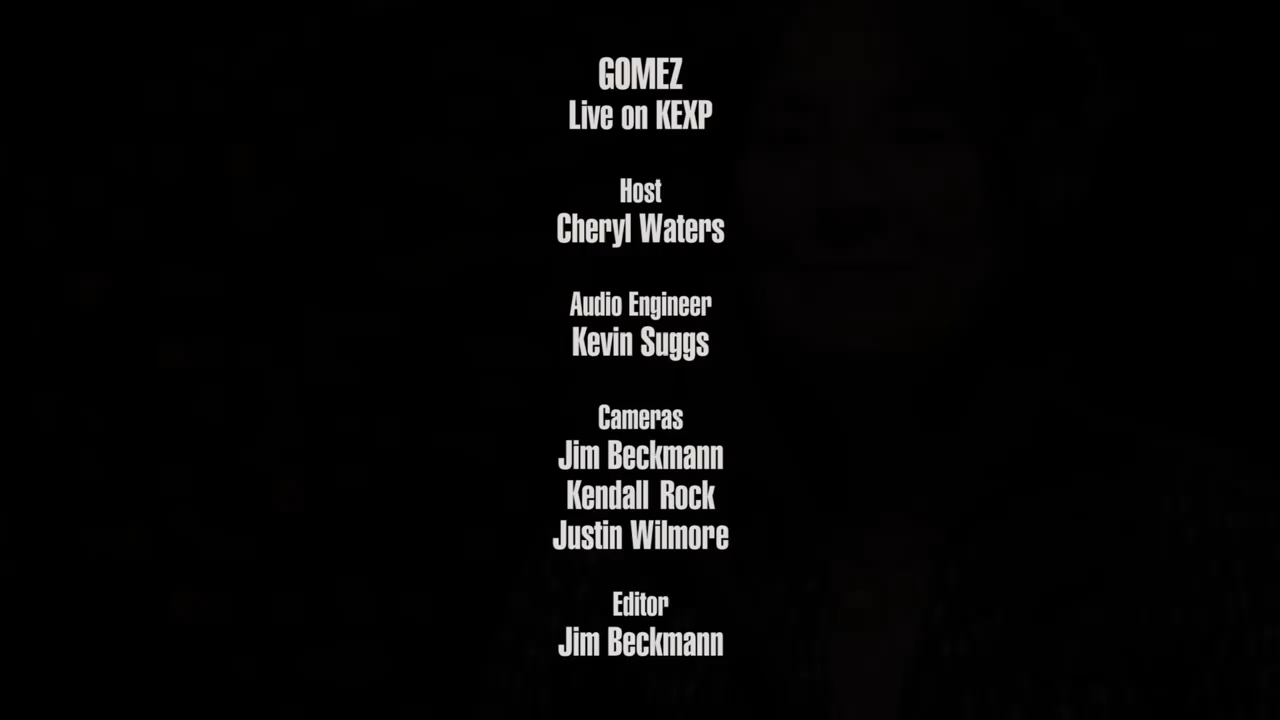 GOMEZ
Live on KEXP
Host
Cheryl Waters
Audio Engineer
Kevin Suggs
Cameras
Jim Beckmann
Kendall Rock
Justin Wilmore
Editor
Jim Beckmann